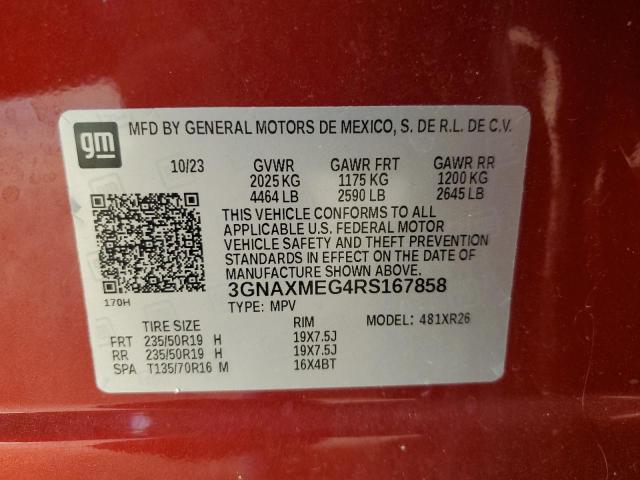 gm
MFD BY GENERAL MOTORS DE MEXICO, S. DE R.L. DE C.V.
10/23 GVWR GAWR FRT GAWR RR
2025 KG 1175 KG 1200 KG
4464 LB 2590 LB 2645 LB
THIS VEHICLE CONFORMS TO ALL
APPLICABLE U.S. FEDERAL MOTOR
VEHICLE SAFETY AND THEFT PREVENTION
STANDARDS IN EFFECT ON THE DATE OF
MANUFACTURE SHOWN ABOVE.
3GNAXMEG4RS167858
170H
TYPE: MPV
TIRE SIZE RIM MODEL: 481XR26
FRT 235/50R19 H 19X7.5J
RR 235/50R19 H 19X7.5J
SPA T135/70R16 M 16X4BT